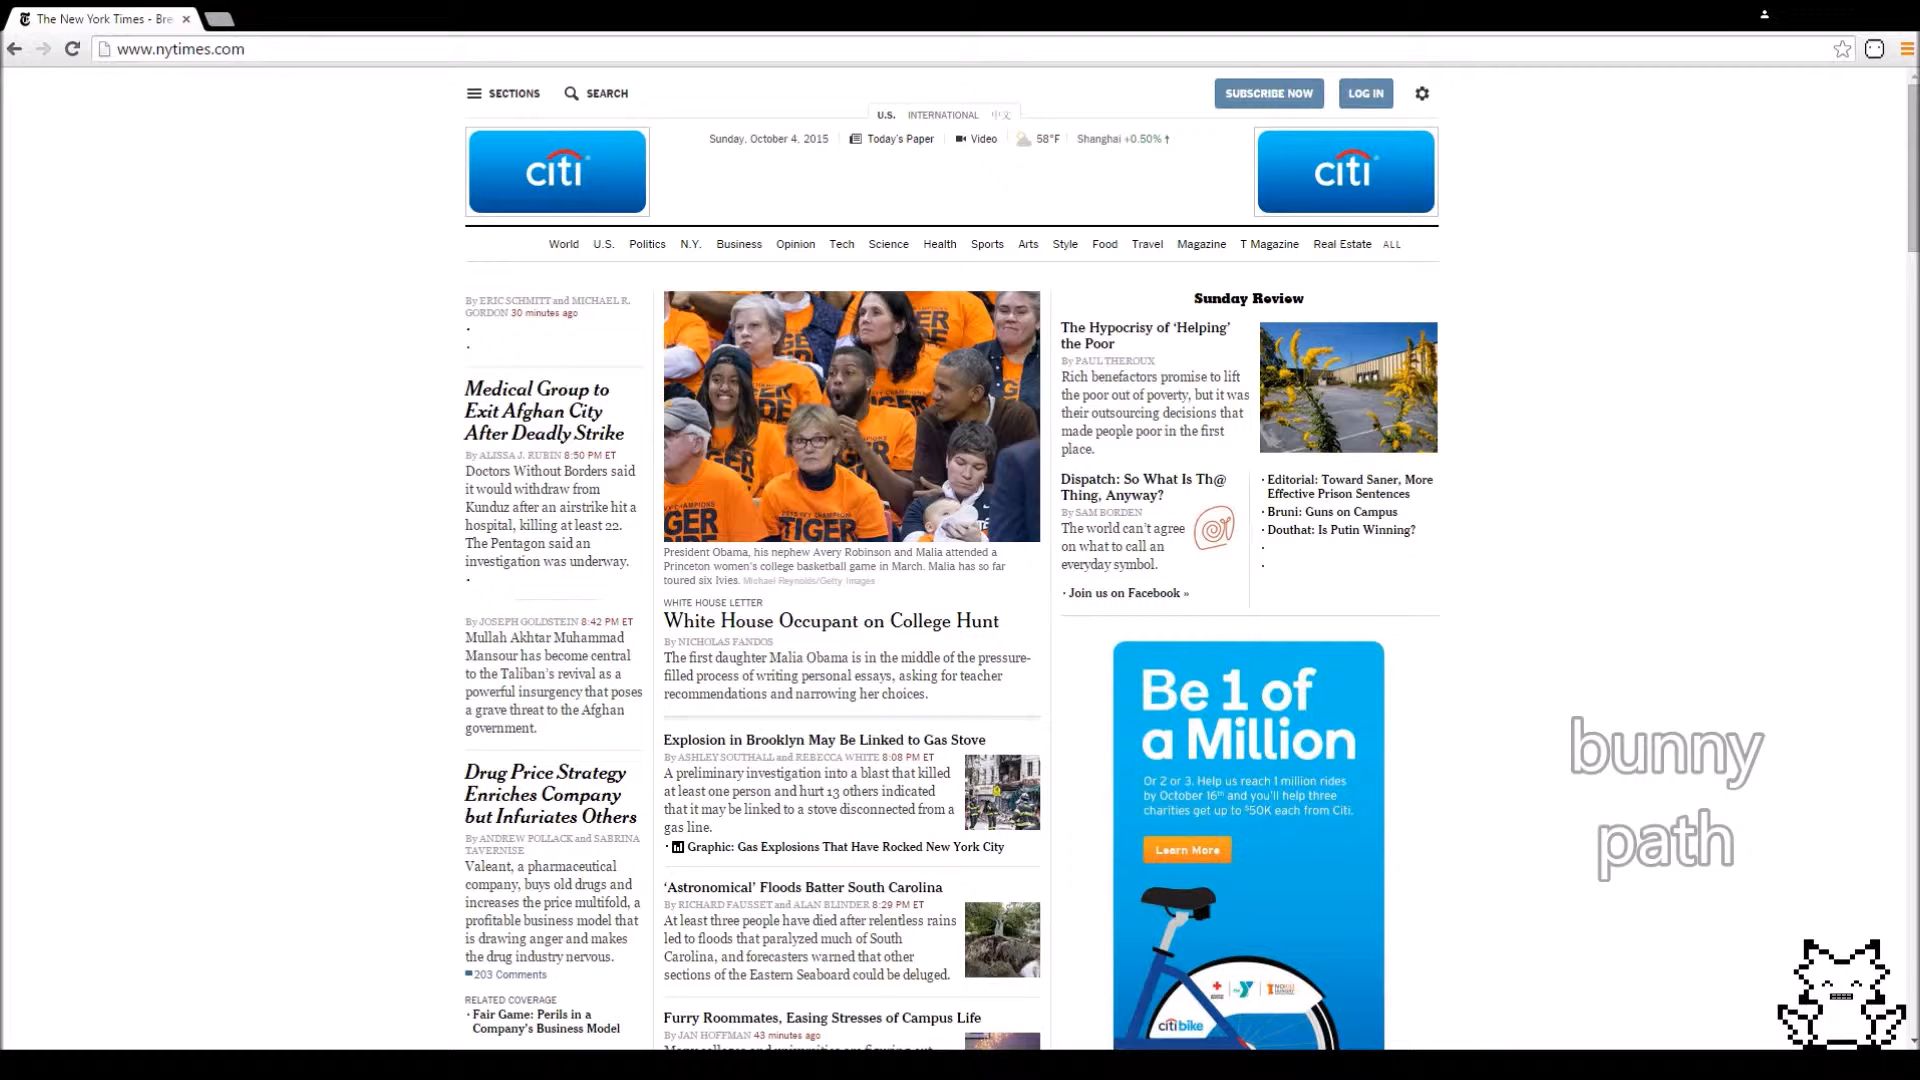 The New York Times - Bre
www.nytimes.com
SECTIONS
SEARCH
SUBSCRIBE NOW
LOG IN
U.S.
INTERNATIONAL
中文
citi
Sunday, October 4, 2015
Today's Paper
Video
58°F
Shanghai +0.50% ↑
citi
World
U.S.
Politics
N.Y.
Business
Opinion
Tech
Science
Health
Sports
Arts
Style
Food
Travel
Magazine
T Magazine
Real Estate
ALL
By ERIC SCHMITT and MICHAEL R.
GORDON 30 minutes ago
Medical Group to
Exit Afghan City
After Deadly Strike
By ALISSA J. RUBIN 8:50 PM ET
Doctors Without Borders said
it would withdraw from
Kunduz after an airstrike hit a
hospital, killing at least 22.
The Pentagon said an
investigation was underway.
By JOSEPH GOLDSTEIN 8:42 PM ET
Mullah Akhtar Muhammad
Mansour has become central
to the Taliban's revival as a
powerful insurgency that poses
a grave threat to the Afghan
government.
Drug Price Strategy
Enriches Company
but Infuriates Others
By ANDREW POLLACK and SABRINA
TAVERNISE
Valeant, a pharmaceutical
company, buys old drugs and
increases the price multifold, a
profitable business model that
is drawing anger and makes
the drug industry nervous.
203 Comments
RELATED COVERAGE
· Fair Game: Perils in a
Company's Business Model
TIGER
President Obama, his nephew Avery Robinson and Malia attended a
Princeton women's college basketball game in March. Malia has so far
toured six Ivies. Michael Reynolds/Getty Images
WHITE HOUSE LETTER
White House Occupant on College Hunt
By NICHOLAS FANDOS
The first daughter Malia Obama is in the middle of the pressure-
filled process of writing personal essays, asking for teacher
recommendations and narrowing her choices.
Explosion in Brooklyn May Be Linked to Gas Stove
By ASHLEY SOUTHALL and REBECCA WHITE 8:08 PM ET
A preliminary investigation into a blast that killed
at least one person and hurt 13 others indicated
that it may be linked to a stove disconnected from a
gas line.
· Graphic: Gas Explosions That Have Rocked New York City
'Astronomical' Floods Batter South Carolina
By RICHARD FAUSSET and ALAN BLINDER 8:29 PM ET
At least three people have died after relentless rains
led to floods that paralyzed much of South
Carolina, and forecasters warned that other
sections of the Eastern Seaboard could be deluged.
Furry Roommates, Easing Stresses of Campus Life
By JAN HOFFMAN 43 minutes ago
Sunday Review
The Hypocrisy of 'Helping'
the Poor
By PAUL THEROUX
Rich benefactors promise to lift
the poor out of poverty, but it was
their outsourcing decisions that
made people poor in the first
place.
Dispatch: So What Is Th@
Thing, Anyway?
By SAM BORDEN
The world can't agree
on what to call an
everyday symbol.
· Join us on Facebook »
· Editorial: Toward Saner, More
Effective Prison Sentences
· Bruni: Guns on Campus
· Douthat: Is Putin Winning?
Be 1 of
a Million
Or 2 or 3. Help us reach 1 million rides
by October 16th and you'll help three
charities get up to $50K each from Citi.
Learn More
citi bike
bunny
path